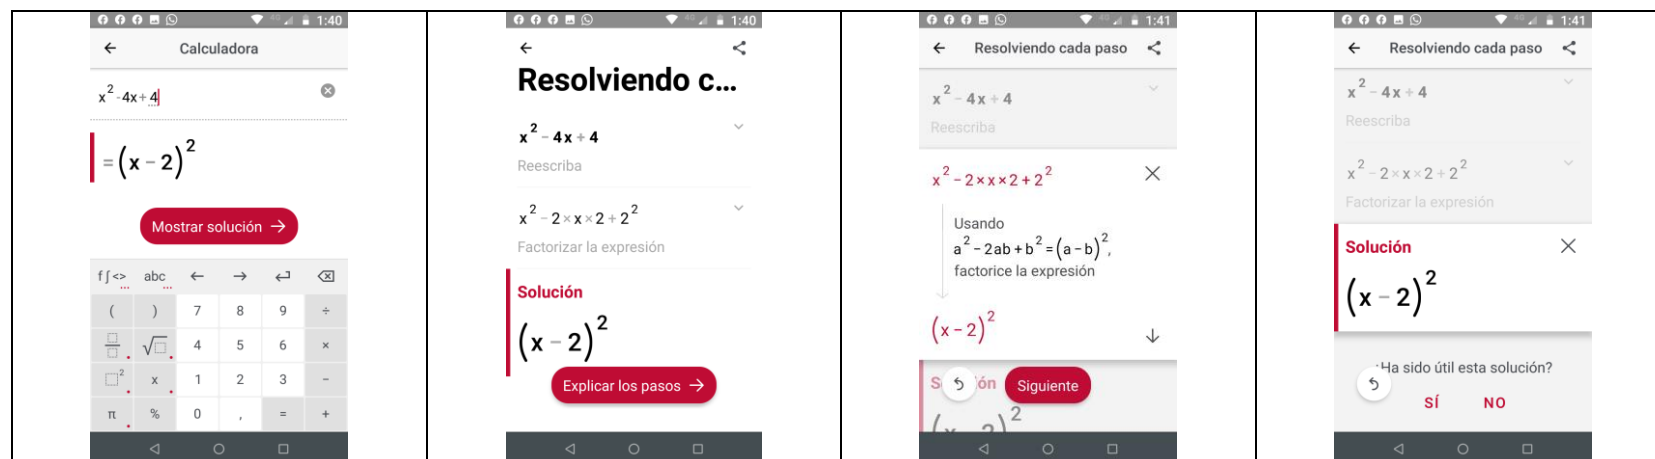 1:40
Calculadora
x²-4x+4
= (x − 2)²
Mostrar solución →
f∫<> abc ← → ↵ ⌫
( ) 7 8 9 ÷
√ 4 5 6 ×
² x 1 2 3 −
π % 0 , = +
4G 1:40
Resolviendo c...
x² − 4x + 4
Reescriba
x² − 2 × x × 2 + 2²
Factorizar la expresión
Solución
(x − 2)²
Explicar los pasos →
4G 1:41
Resolviendo cada paso
x² − 4x + 4
Reescriba
x² − 2 × x × 2 + 2²
Usando
a² − 2ab + b² = (a − b)²,
factorice la expresión
(x − 2)²
Siguiente
4G 1:41
Resolviendo cada paso
x² − 4x + 4
Reescriba
x² − 2 × x × 2 + 2²
Factorizar la expresión
Solución
(x − 2)²
¿Ha sido útil esta solución?
SÍ NO